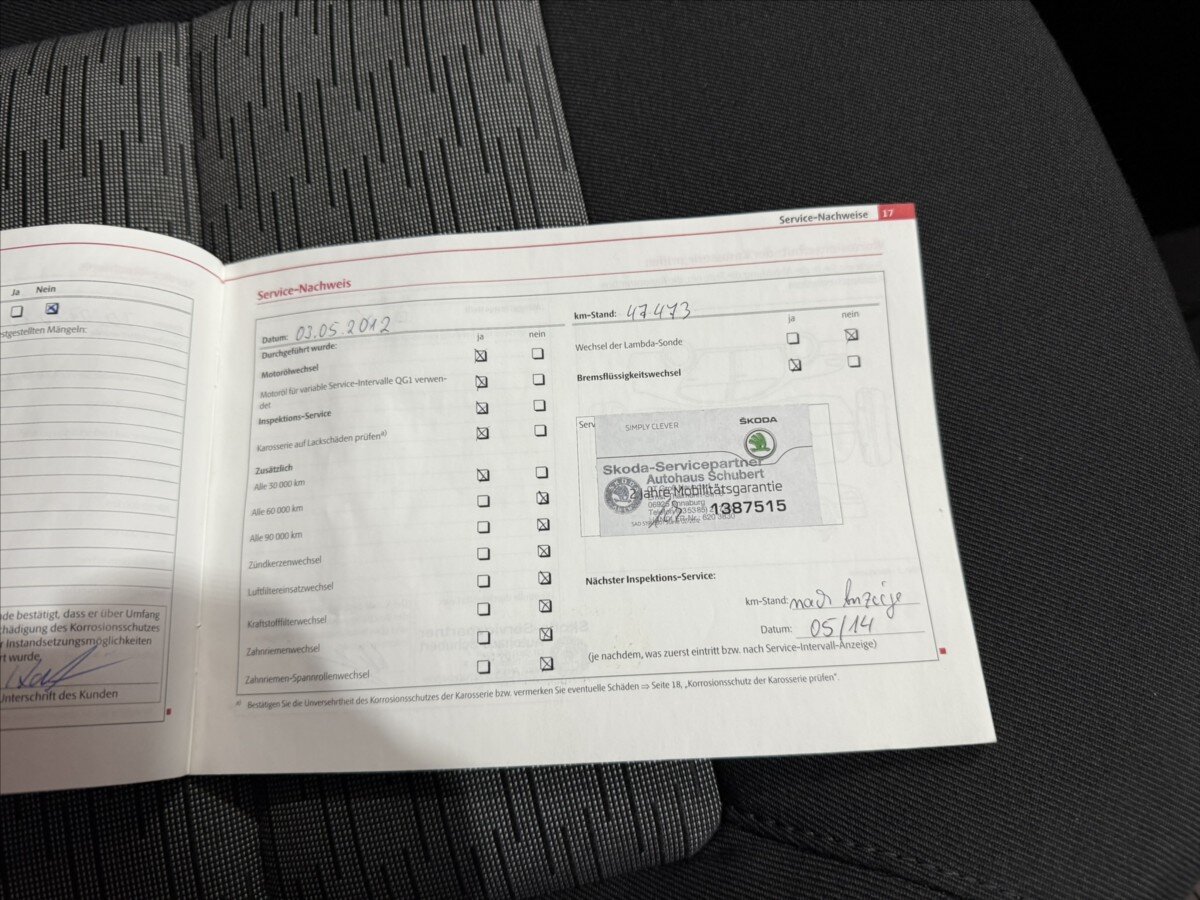 Service-Nachweise 17
Ja Nein
stgestellten Mängeln:
nde bestätigt, dass er über Umfang
chädigung des Korrosionsschutzes
r Instandsetzungsmöglichkeiten
rt wurde.
Unterschrift des Kunden
Service-Nachweis
Datum: 03.05.2012
ja nein
Durchgeführt wurde:
Motorölwechsel
Motoröl für variable Service-Intervalle QG1 verwen-
det
Inspektions-Service
Karosserie auf Lackschäden prüfen a)
Zusätzlich
Alle 30 000 km
Alle 60 000 km
Alle 90 000 km
Zündkerzenwechsel
Luftfiltereinsatzwechsel
Kraftstofffilterwechsel
Zahnriemenwechsel
Zahnriemen-Spannrollenwechsel
km-Stand: 47473
ja nein
Wechsel der Lambda-Sonde
Bremsflüssigkeitswechsel
Serv
SIMPLY CLEVER ŠKODA
Skoda-Servicepartner
Autohaus Schubert
2 Jahre Mobilitätsgarantie
1387515
Nächster Inspektions-Service:
km-Stand: nach Anzeige
Datum: 05/14
(je nachdem, was zuerst eintritt bzw. nach Service-Intervall-Anzeige)
a) Bestätigen Sie die Unversehrtheit des Korrosionsschutzes der Karosserie bzw. vermerken Sie eventuelle Schäden ⇒ Seite 18, „Korrosionsschutz der Karosserie prüfen“.